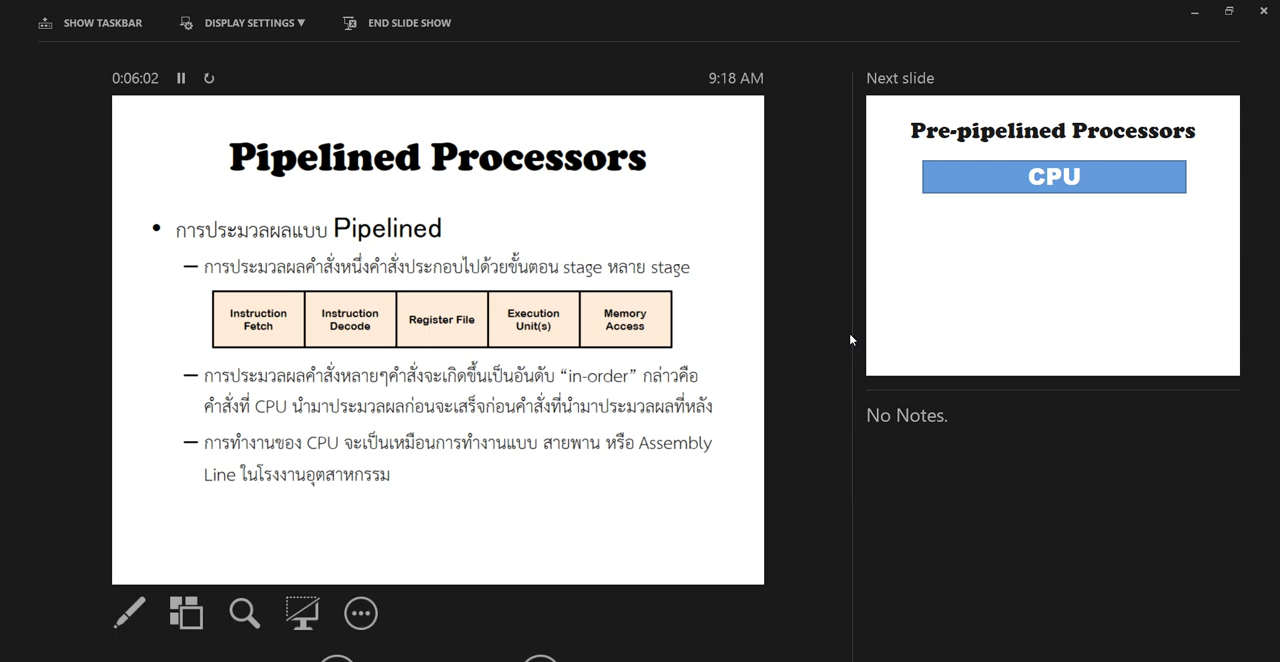 SHOW TASKBAR DISPLAY SETTINGS ▼ END SLIDE SHOW
0:06:02 9:18 AM
Pipelined Processors
• การประมวลผลแบบ Pipelined
– การประมวลผลคำสั่งหนึ่งคำสั่งประกอบไปด้วยขั้นตอน stage หลาย stage
Instruction Fetch
Instruction Decode
Register File
Execution Unit(s)
Memory Access
– การประมวลผลคำสั่งหลายๆคำสั่งจะเกิดขึ้นเป็นอันดับ “in-order” กล่าวคือ
คำสั่งที่ CPU นำมาประมวลผลก่อนจะเสร็จก่อนคำสั่งที่นำมาประมวลผลที่หลัง
– การทำงานของ CPU จะเป็นเหมือนการทำงานแบบ สายพาน หรือ Assembly
Line ในโรงงานอุตสาหกรรม
Next slide
Pre-pipelined Processors
CPU
No Notes.